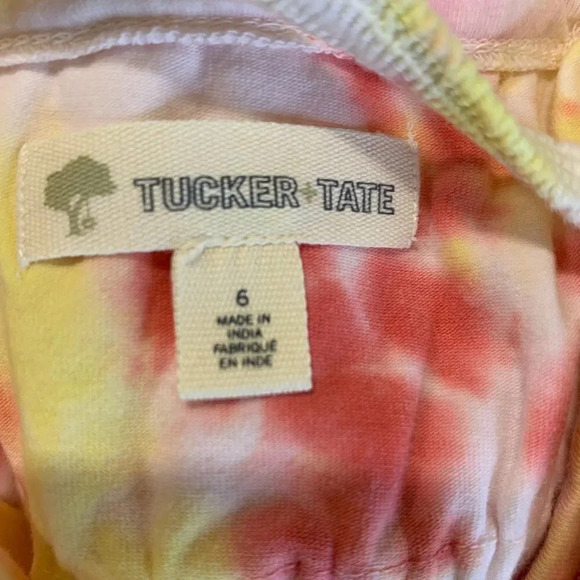 TUCKER+TATE
6
MADE IN
INDIA
FABRIQUÉ
EN INDE